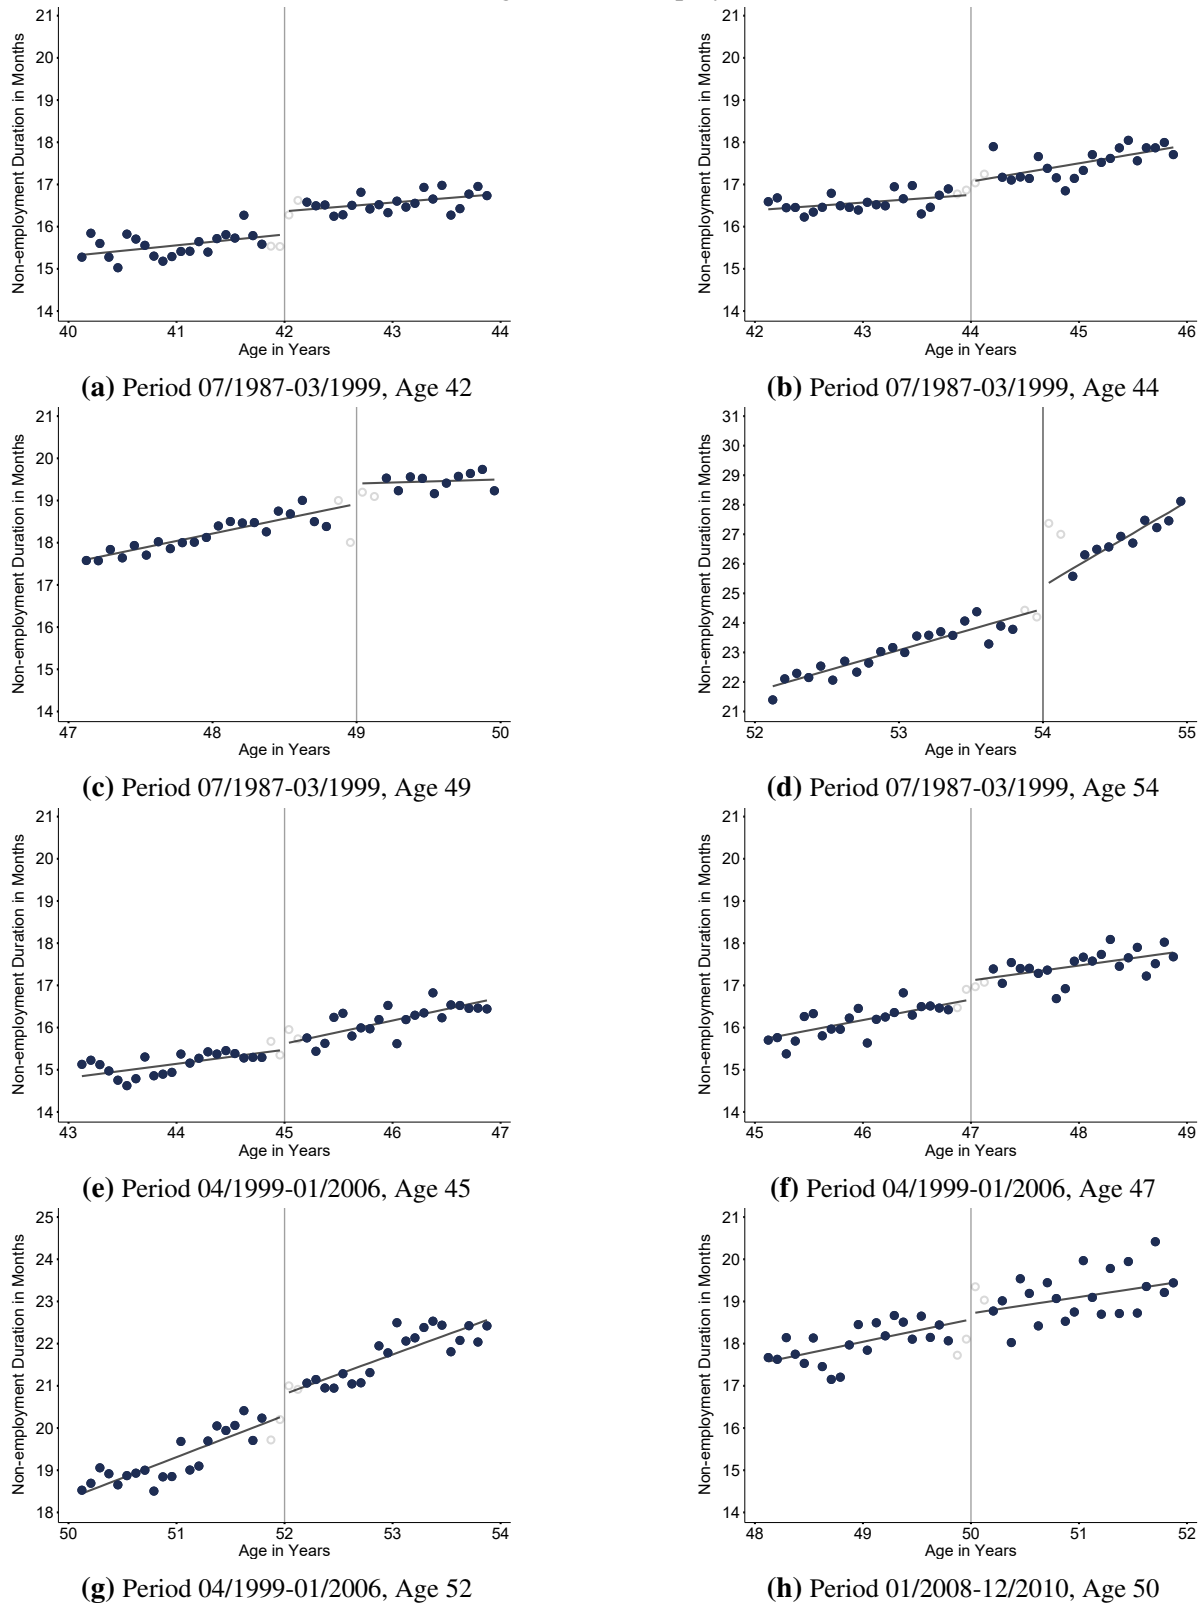 21
20
19
18
17
16
15
14
Non-employment Duration in Months
40 41 42 43 44
Age in Years
(a) Period 07/1987-03/1999, Age 42
21
20
19
18
17
16
15
14
Non-employment Duration in Months
42 43 44 45 46
Age in Years
(b) Period 07/1987-03/1999, Age 44
21
20
19
18
17
16
15
14
Non-employment Duration in Months
47 48 49 50
Age in Years
(c) Period 07/1987-03/1999, Age 49
31
30
29
28
27
26
25
24
23
22
21
Non-employment Duration in Months
52 53 54 55
Age in Years
(d) Period 07/1987-03/1999, Age 54
21
20
19
18
17
16
15
14
Non-employment Duration in Months
43 44 45 46 47
Age in Years
(e) Period 04/1999-01/2006, Age 45
21
20
19
18
17
16
15
14
Non-employment Duration in Months
45 46 47 48 49
Age in Years
(f) Period 04/1999-01/2006, Age 47
25
24
23
22
21
20
19
18
Non-employment Duration in Months
50 51 52 53 54
Age in Years
(g) Period 04/1999-01/2006, Age 52
21
20
19
18
17
16
15
14
Non-employment Duration in Months
48 49 50 51 52
Age in Years
(h) Period 01/2008-12/2010, Age 50